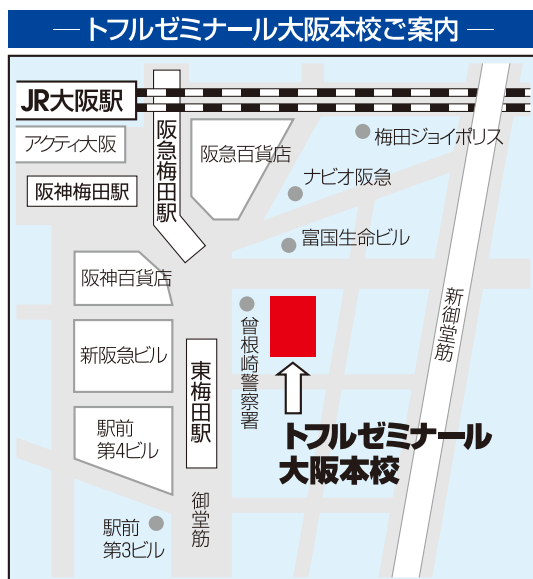 トフルゼミナール大阪本校ご案内
JR大阪駅
アクティ大阪
阪神梅田駅
阪急梅田駅
阪急百貨店
梅田ジョイポリス
ナビオ阪急
富国生命ビル
阪神百貨店
新御堂筋
曾根崎警察署
新阪急ビル
東梅田駅
駅前
第4ビル
トフルゼミナール
大阪本校
御堂筋
駅前
第3ビル